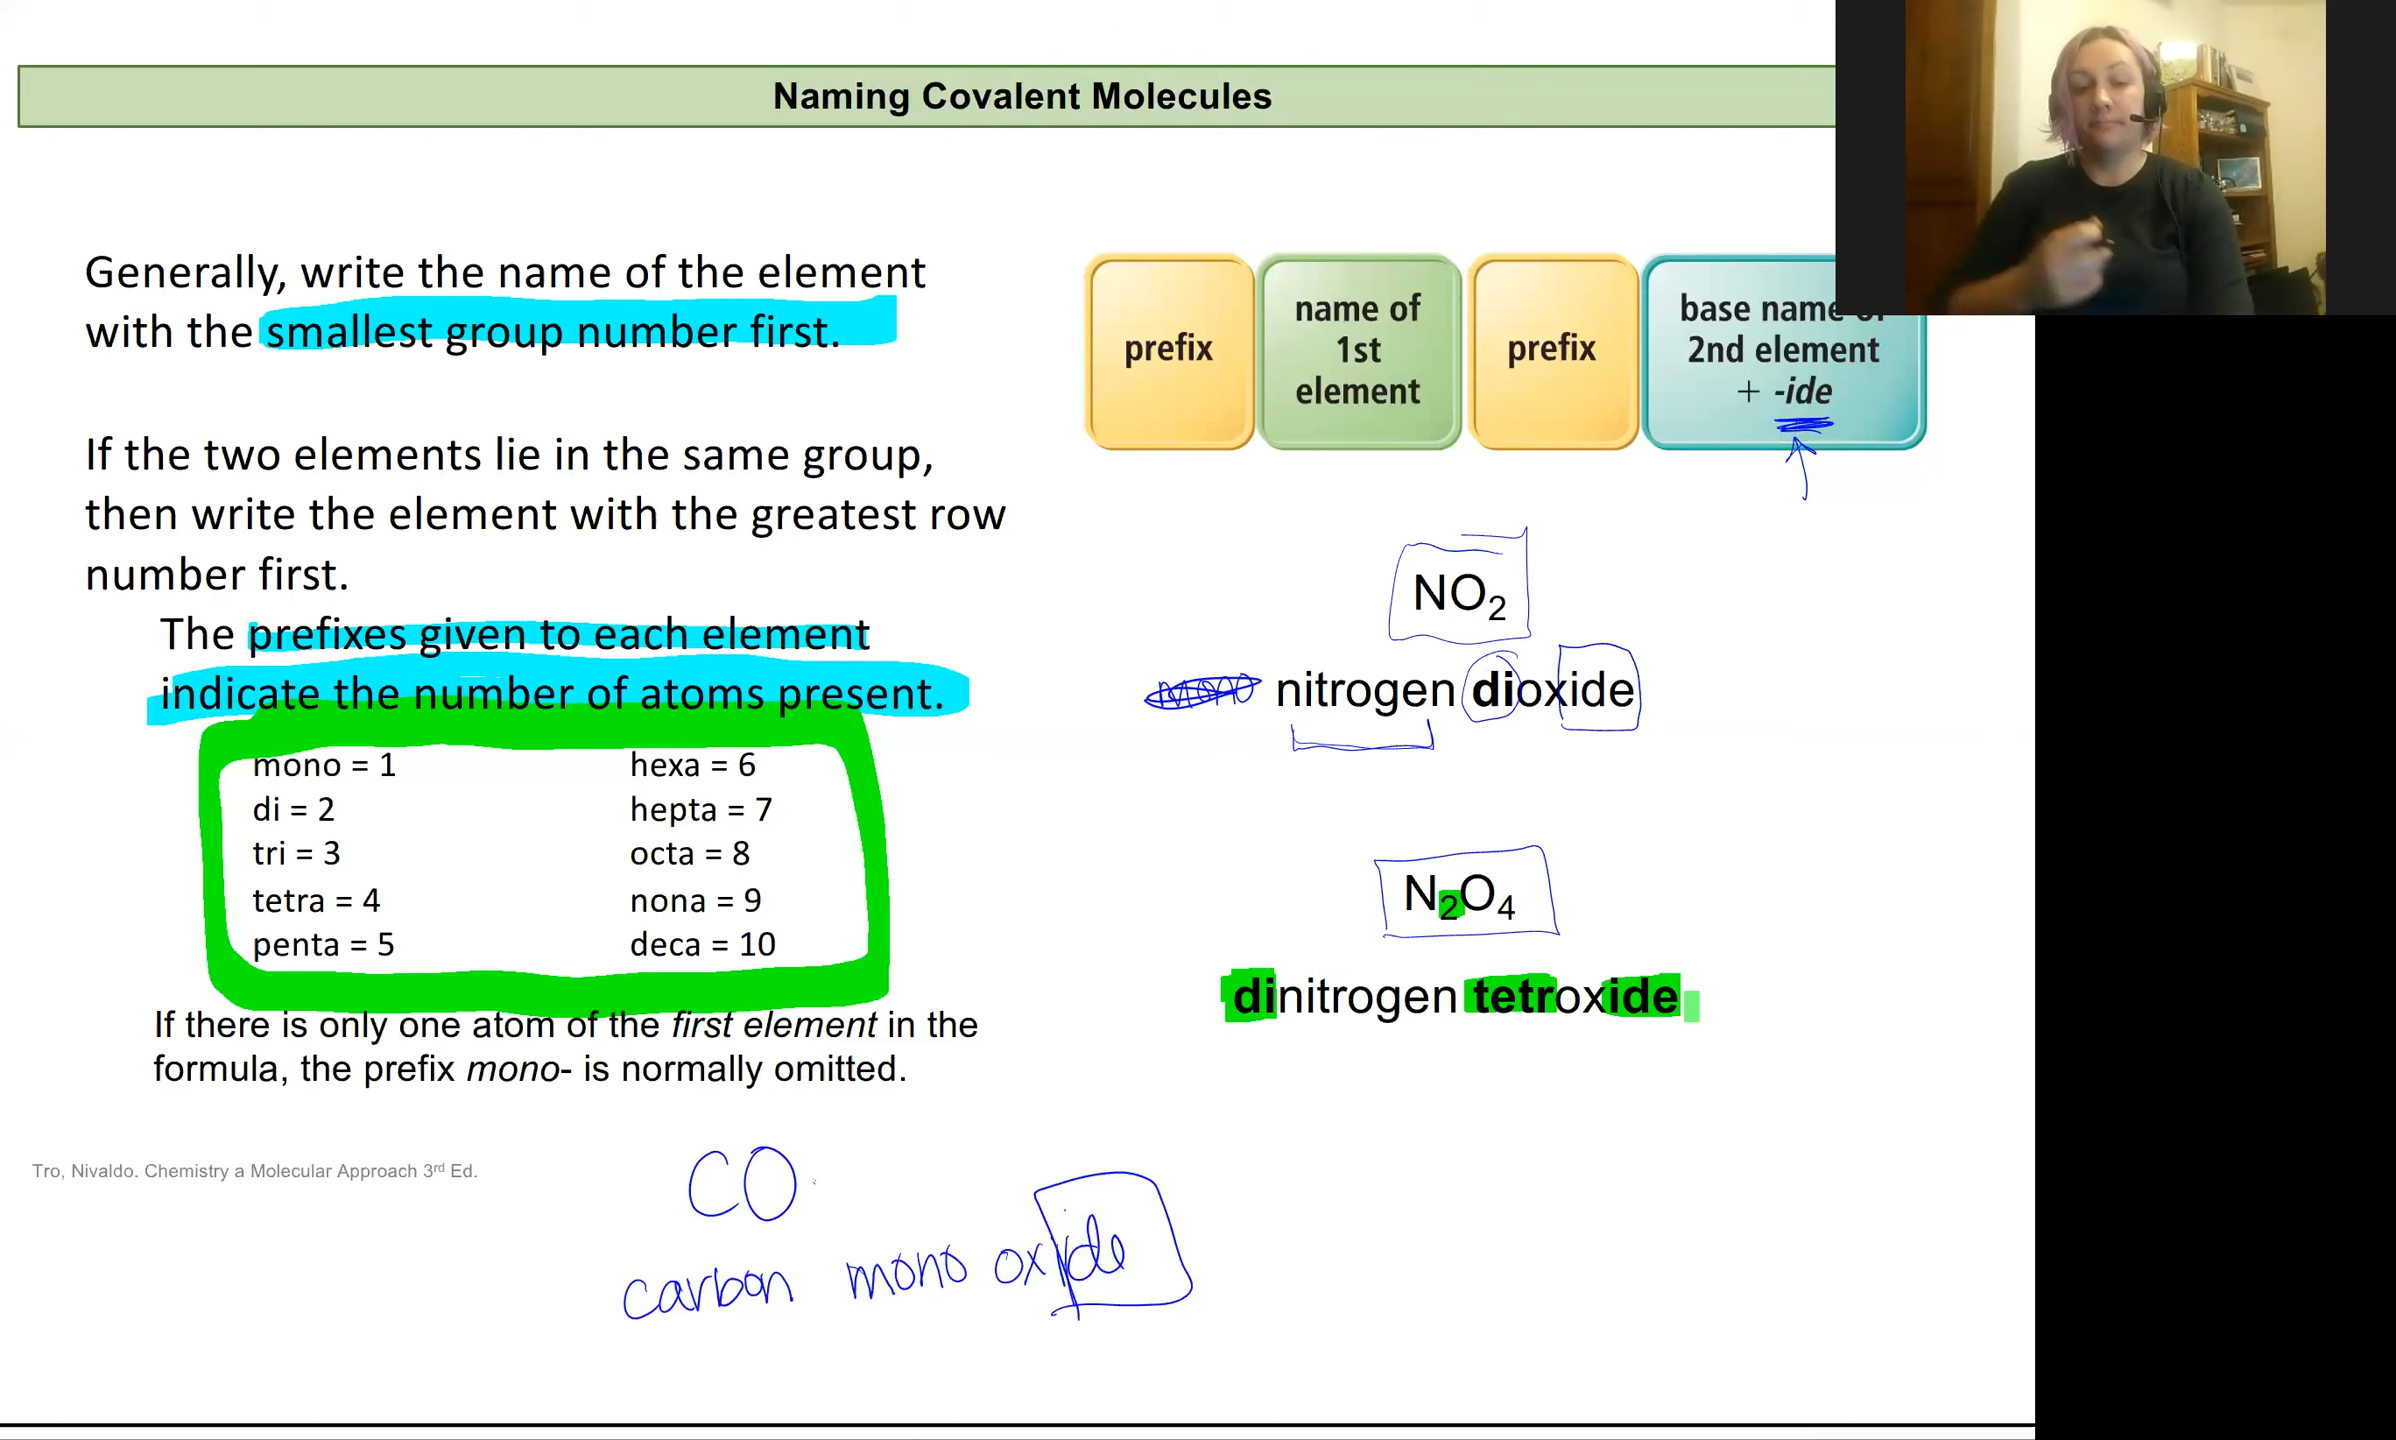 Naming Covalent Molecules
Generally, write the name of the element
with the smallest group number first.
If the two elements lie in the same group,
then write the element with the greatest row
number first.
The prefixes given to each element
indicate the number of atoms present.
mono = 1
di = 2
tri = 3
tetra = 4
penta = 5
hexa = 6
hepta = 7
octa = 8
nona = 9
deca = 10
If there is only one atom of the first element in the
formula, the prefix mono- is normally omitted.
prefix
name of
1st
element
prefix
base name of
2nd element
+ -ide
NO₂
mono nitrogen dioxide
N₂O₄
dinitrogen tetroxide
CO
carbon mono oxide
Tro, Nivaldo. Chemistry a Molecular Approach 3rd Ed.